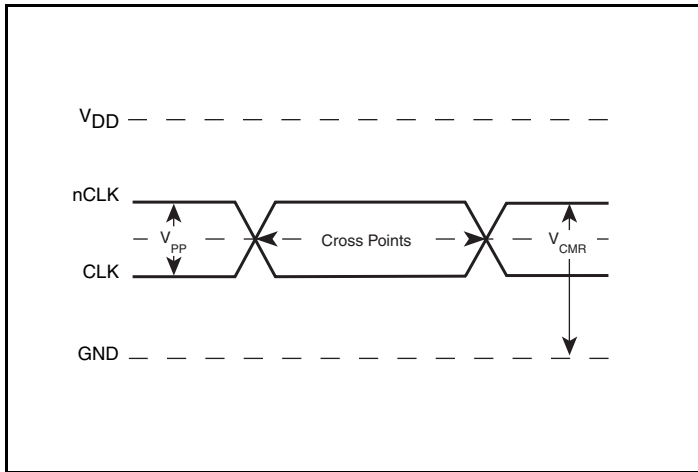 VDD
nCLK
VPP
Cross Points
VCMR
CLK
GND